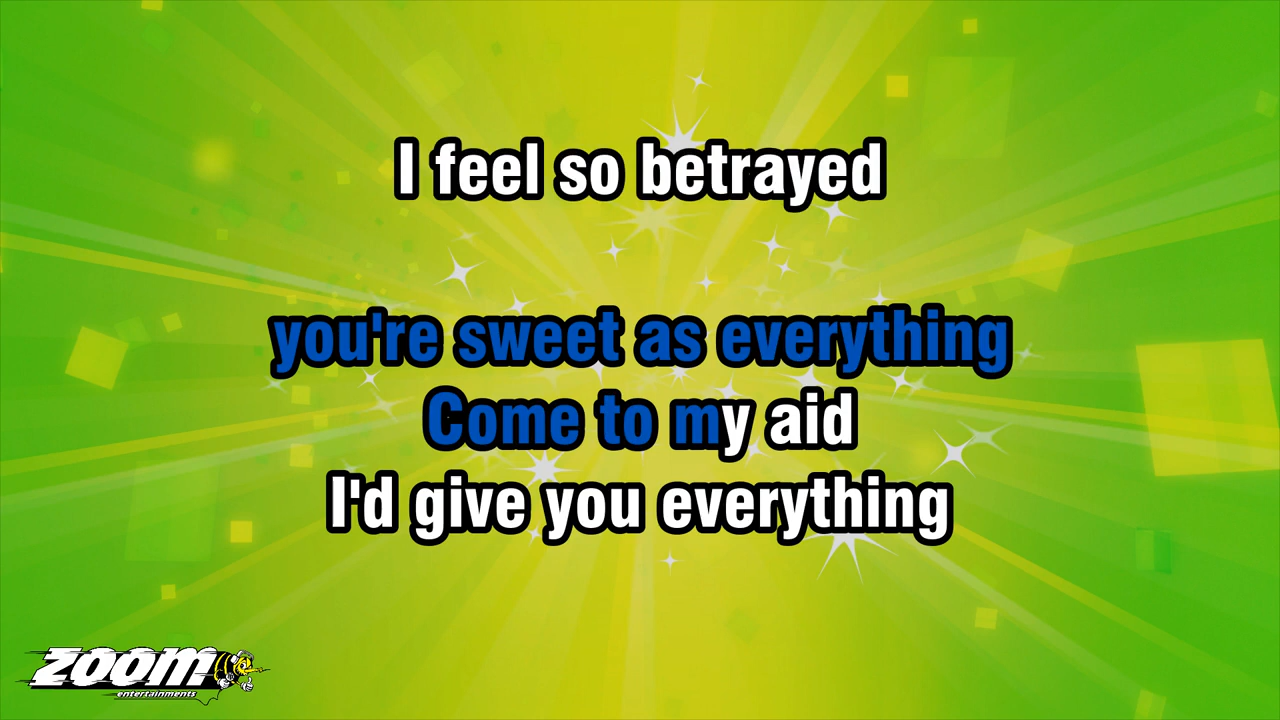 I feel so betrayed
you're sweet as everything
Come to my aid
I'd give you everything
ZOOM
entertainments